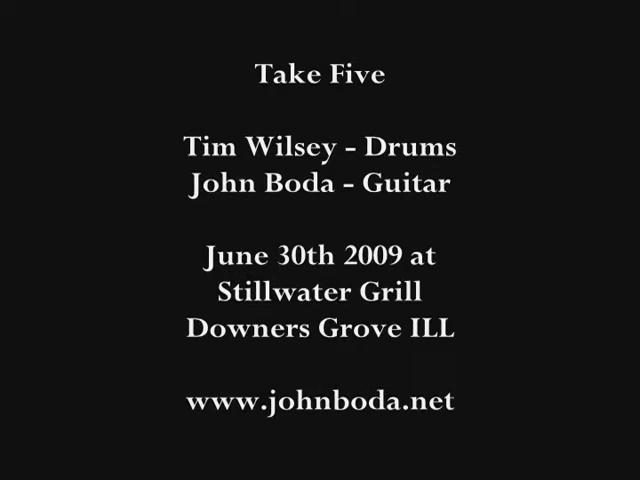 Take Five
Tim Wilsey - Drums
John Boda - Guitar
June 30th 2009 at
Stillwater Grill
Downers Grove ILL
www.johnboda.net